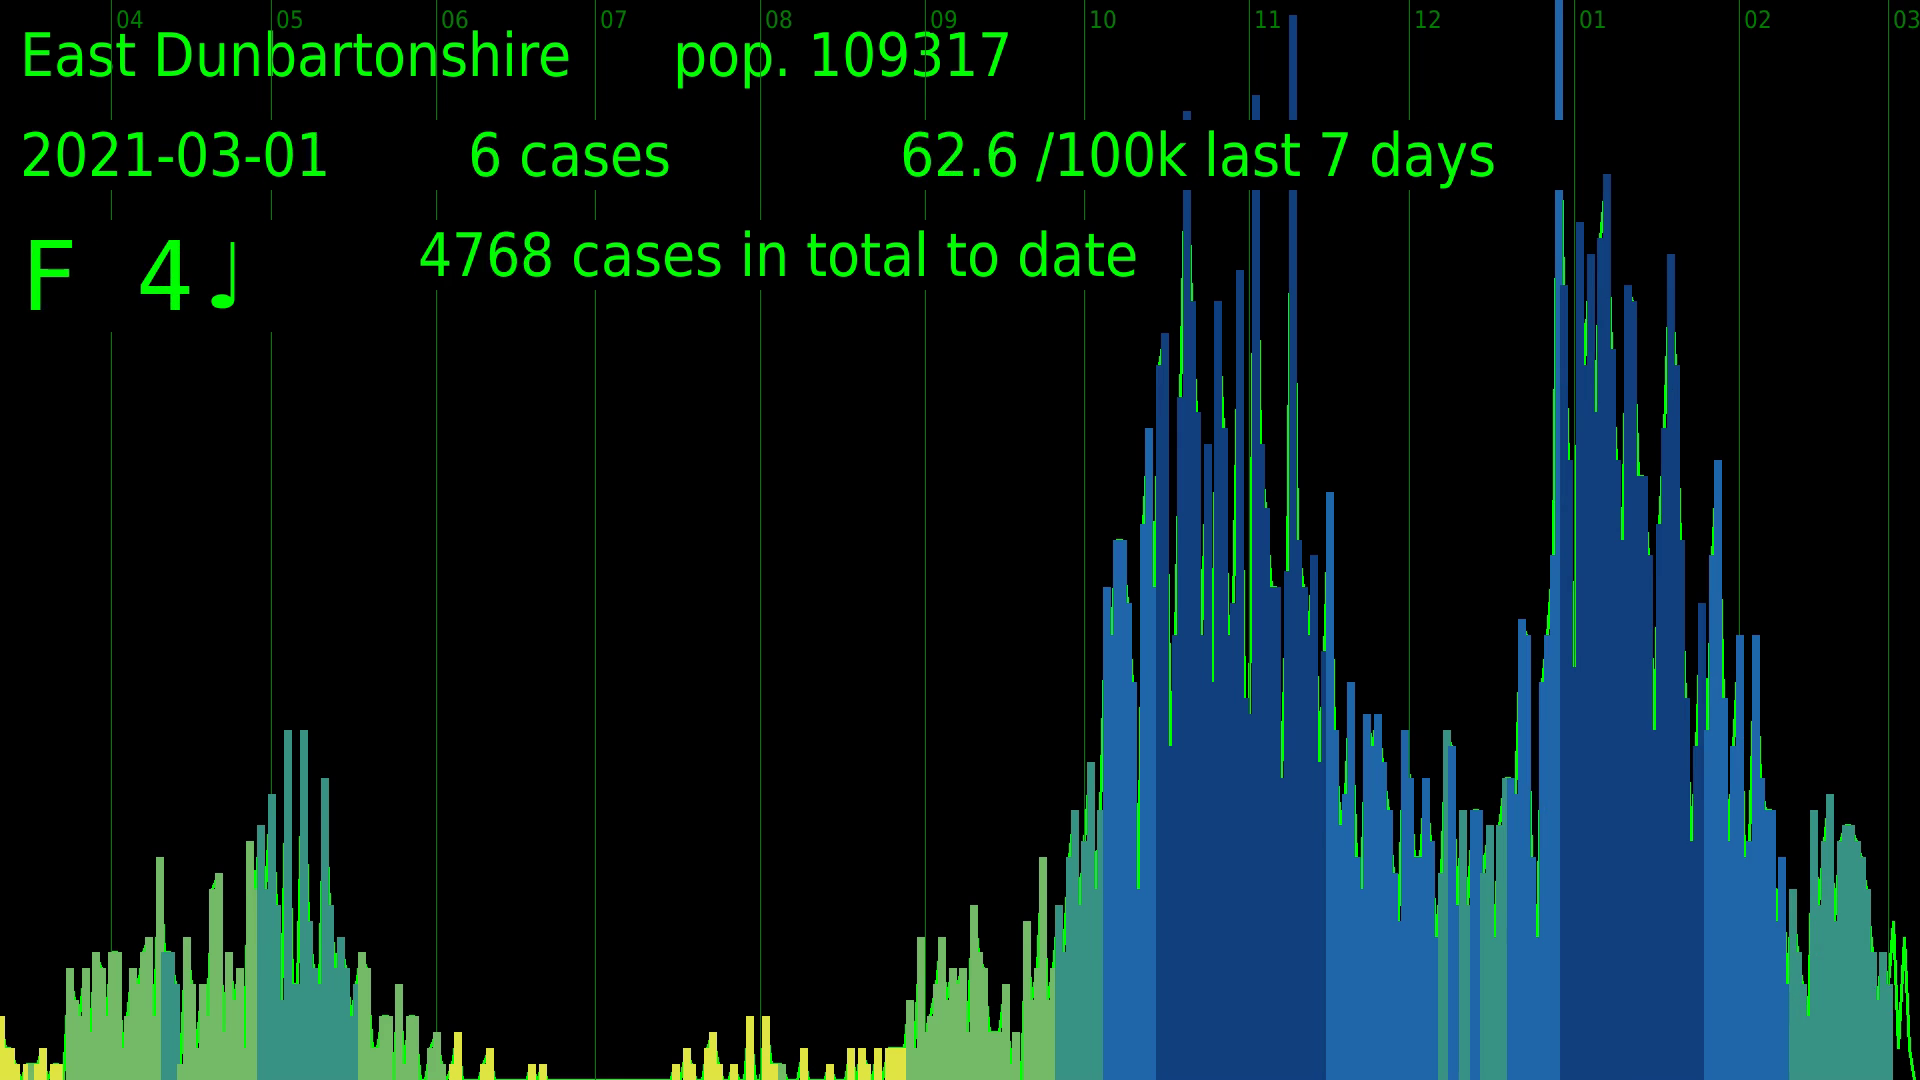 04 05 06 07 08 09 10 11 12 01 02 03
East Dunbartonshire pop. 109317
2021-03-01 6 cases 62.6 /100k last 7 days
F 4♩ 4768 cases in total to date